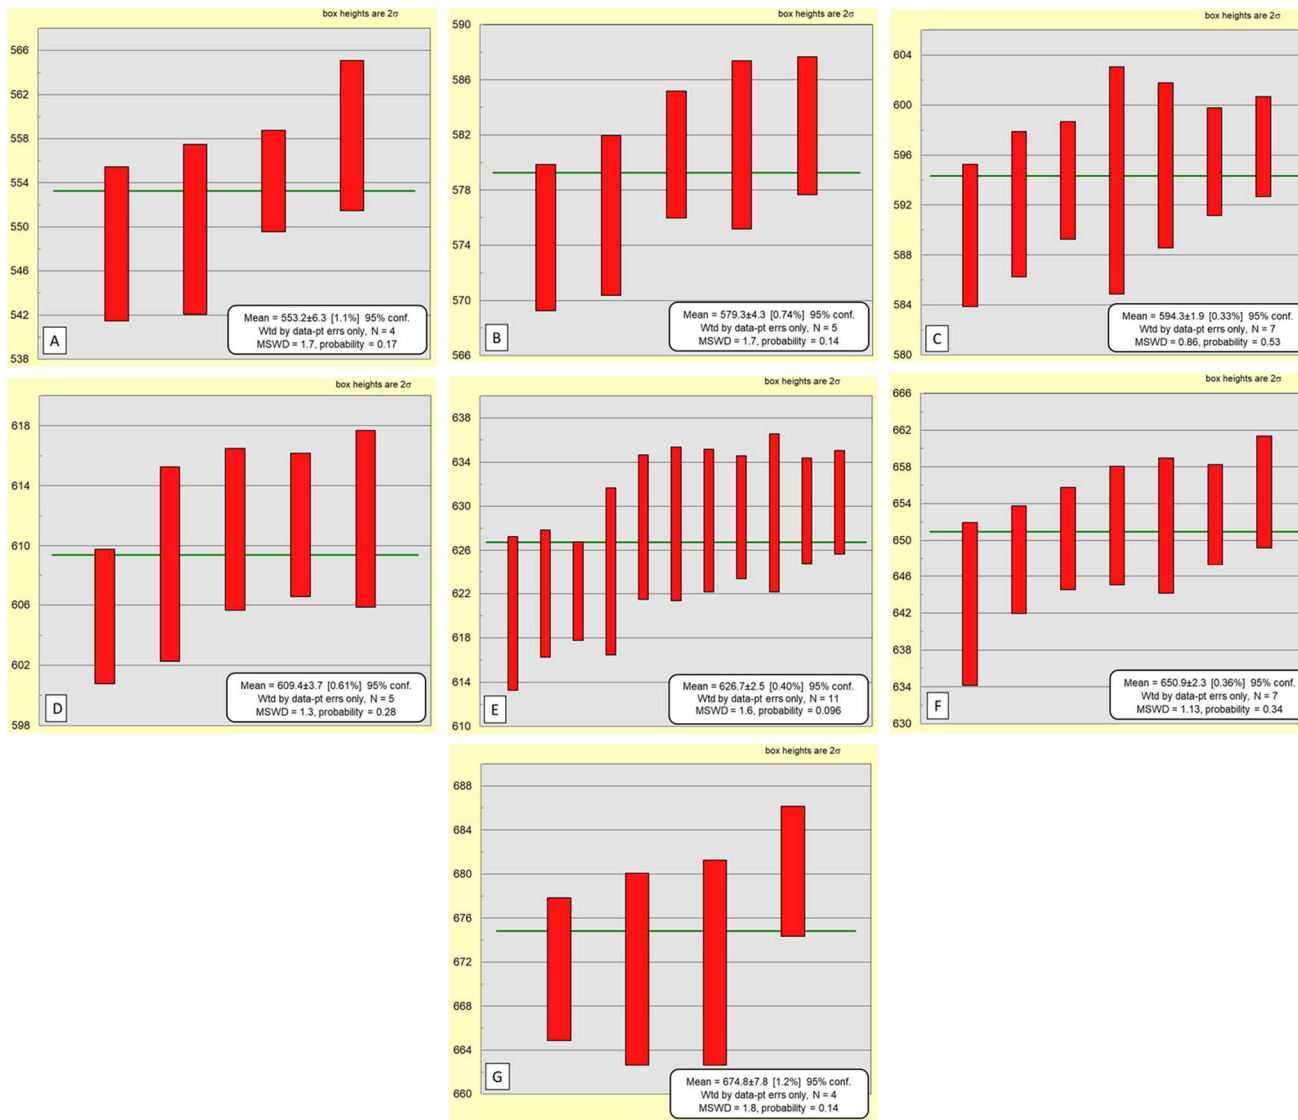 box heights are 2σ
566
562
558
554
550
546
542
538
A
Mean = 553.2±6.3 [1.1%] 95% conf.
Wtd by data-pt errs only, N = 4
MSWD = 1.7, probability = 0.17
box heights are 2σ
590
586
582
578
574
570
566
B
Mean = 579.3±4.3 [0.74%] 95% conf.
Wtd by data-pt errs only, N = 5
MSWD = 1.7, probability = 0.14
box heights are 2σ
604
600
596
592
588
584
580
C
Mean = 594.3±1.9 [0.33%] 95% conf.
Wtd by data-pt errs only, N = 7
MSWD = 0.86, probability = 0.53
box heights are 2σ
618
614
610
606
602
598
D
Mean = 609.4±3.7 [0.61%] 95% conf.
Wtd by data-pt errs only, N = 5
MSWD = 1.3, probability = 0.28
box heights are 2σ
638
634
630
626
622
618
614
610
E
Mean = 626.7±2.5 [0.40%] 95% conf.
Wtd by data-pt errs only, N = 11
MSWD = 1.6, probability = 0.096
box heights are 2σ
666
662
658
654
650
646
642
638
634
630
F
Mean = 650.9±2.3 [0.36%] 95% conf.
Wtd by data-pt errs only, N = 7
MSWD = 1.13, probability = 0.34
box heights are 2σ
688
684
680
676
672
668
664
660
G
Mean = 674.8±7.8 [1.2%] 95% conf.
Wtd by data-pt errs only, N = 4
MSWD = 1.8, probability = 0.14